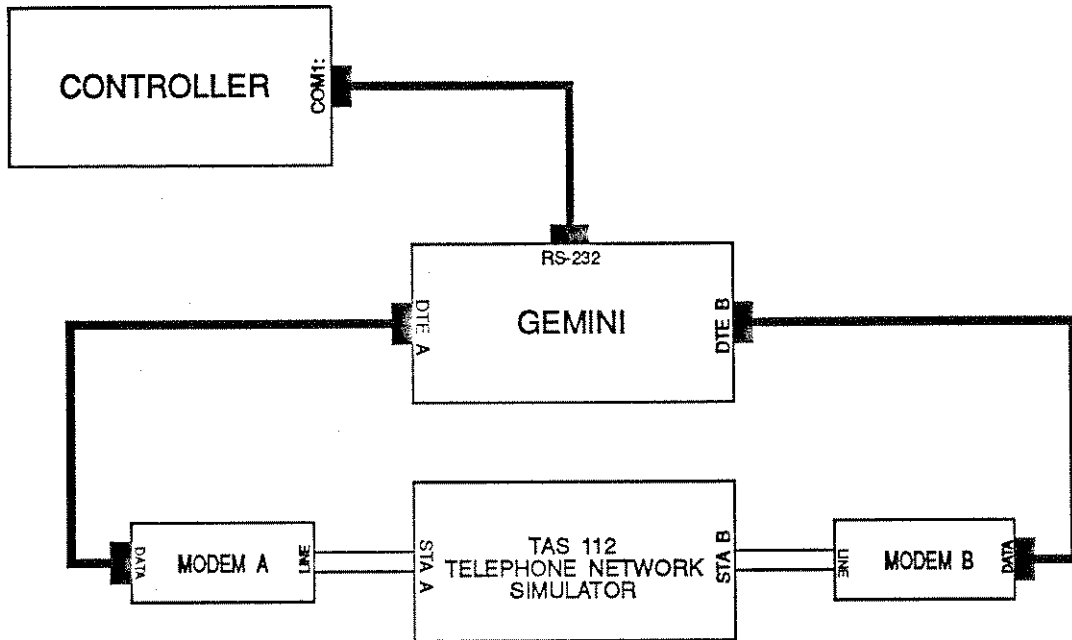 CONTROLLER
COM1:
RS-232
DTE A
GEMINI
DTE B
DATA
MODEM A
LINE
STA A
TAS 112
TELEPHONE NETWORK
SIMULATOR
STA B
LINE
MODEM B
DATA